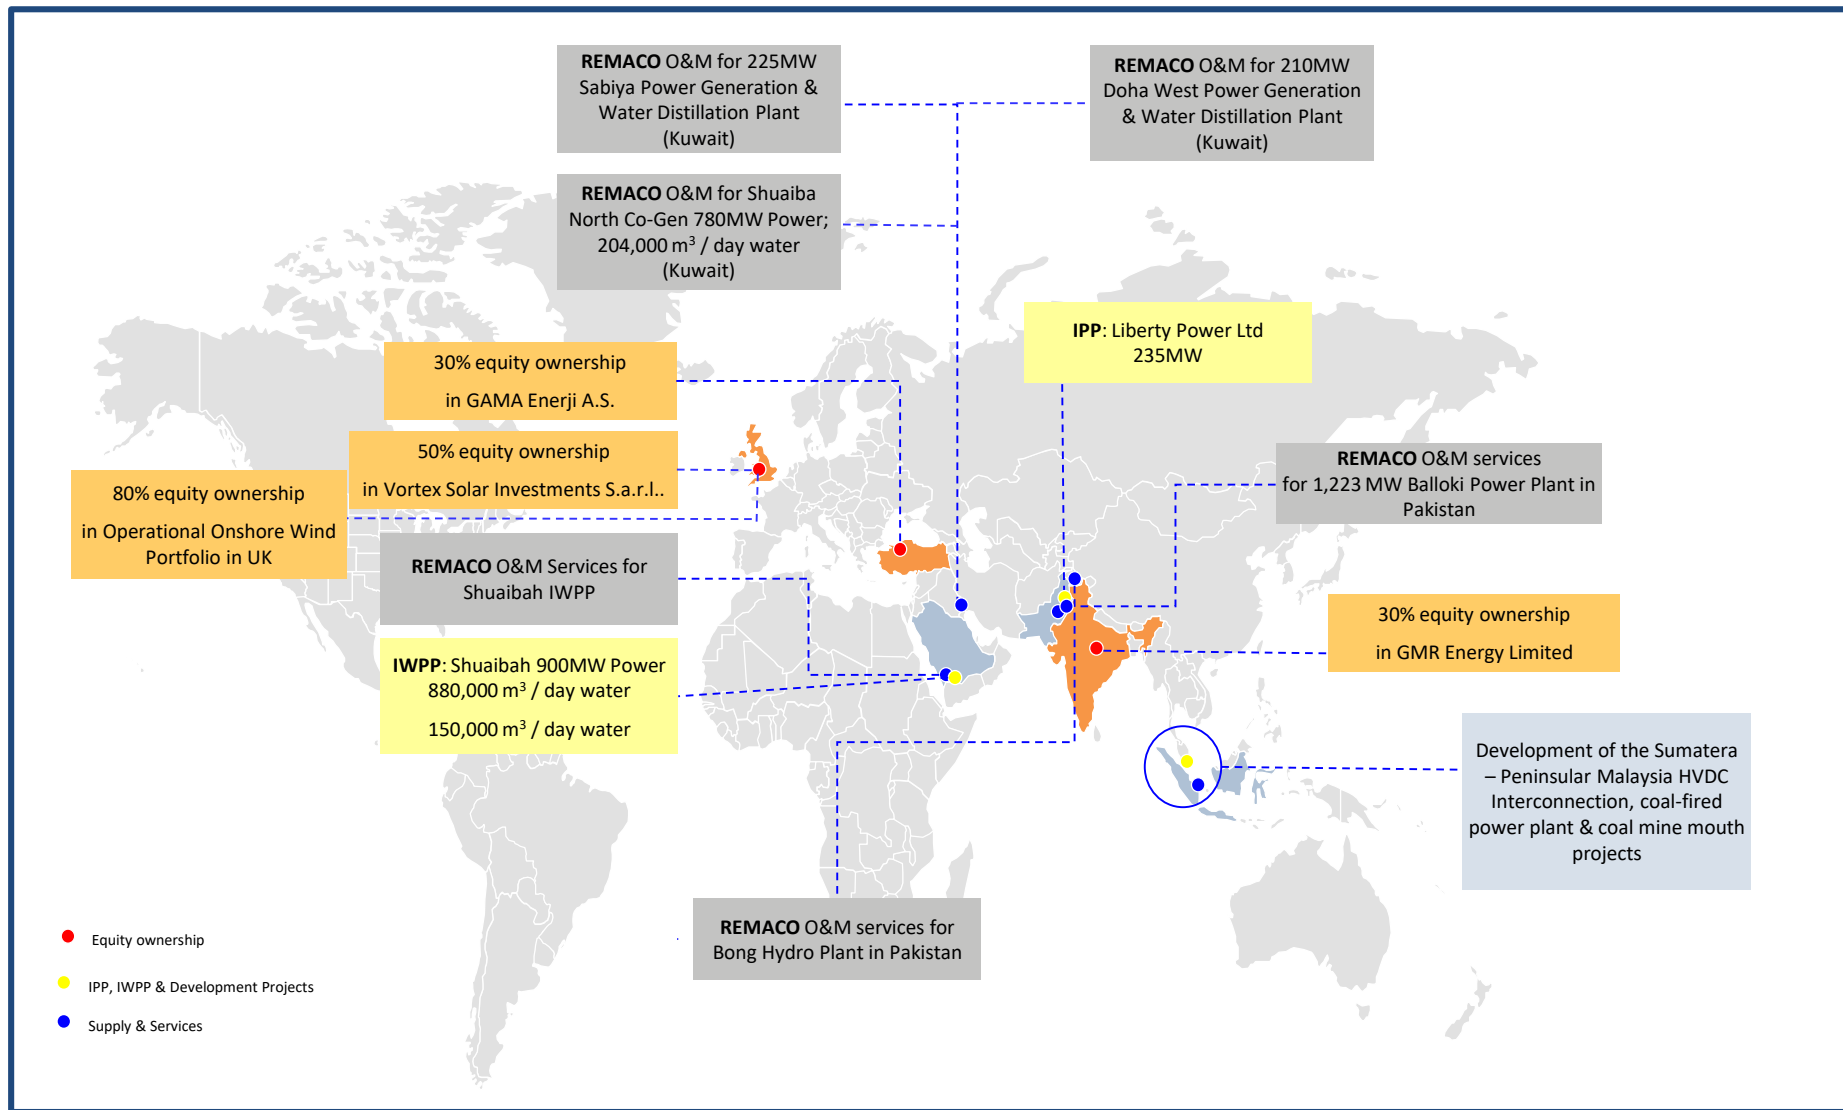 REMACO O&M for 225MW
Sabiya Power Generation &
Water Distillation Plant
(Kuwait)
REMACO O&M for 210MW
Doha West Power Generation
& Water Distillation Plant
(Kuwait)
REMACO O&M for Shuaiba
North Co-Gen 780MW Power;
204,000 m³ / day water
(Kuwait)
IPP: Liberty Power Ltd
235MW
30% equity ownership
in GAMA Enerji A.S.
50% equity ownership
in Vortex Solar Investments S.a.r.l..
80% equity ownership
in Operational Onshore Wind
Portfolio in UK
REMACO O&M services
for 1,223 MW Balloki Power Plant in
Pakistan
REMACO O&M Services for
Shuaibah IWPP
30% equity ownership
in GMR Energy Limited
IWPP: Shuaibah 900MW Power
880,000 m³ / day water
150,000 m³ / day water
Development of the Sumatera
– Peninsular Malaysia HVDC
Interconnection, coal-fired
power plant & coal mine mouth
projects
REMACO O&M services for
Bong Hydro Plant in Pakistan
Equity ownership
IPP, IWPP & Development Projects
Supply & Services